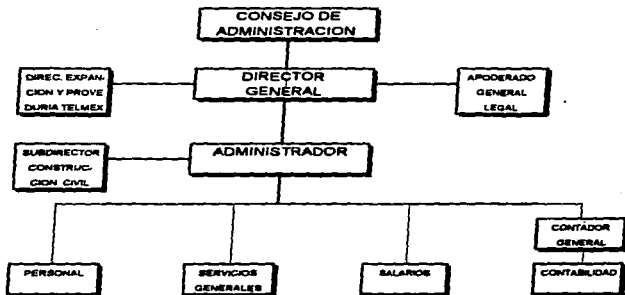 CONSEJO DE
ADMINISTRACION
DIREC. EXPAN-
CION Y PROVE
DURIA TELMEX
DIRECTOR
GENERAL
APODERADO
GENERAL
LEGAL
SUBDIRECTOR
CONSTRUC-
CION CIVIL
ADMINISTRADOR
CONTADOR
GENERAL
PERSONAL
SERVICIOS
GENERALES
SALARIOS
CONTABILIDAD